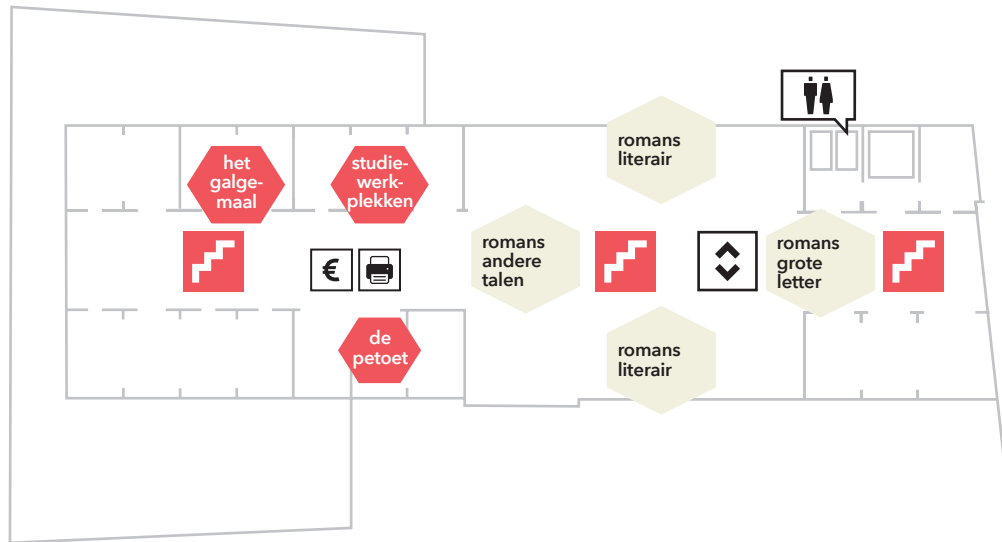 romans
literair
het
galge-
maal
studie-
werk-
plekken
romans
andere
talen
romans
grote
letter
€
de
petoet
romans
literair